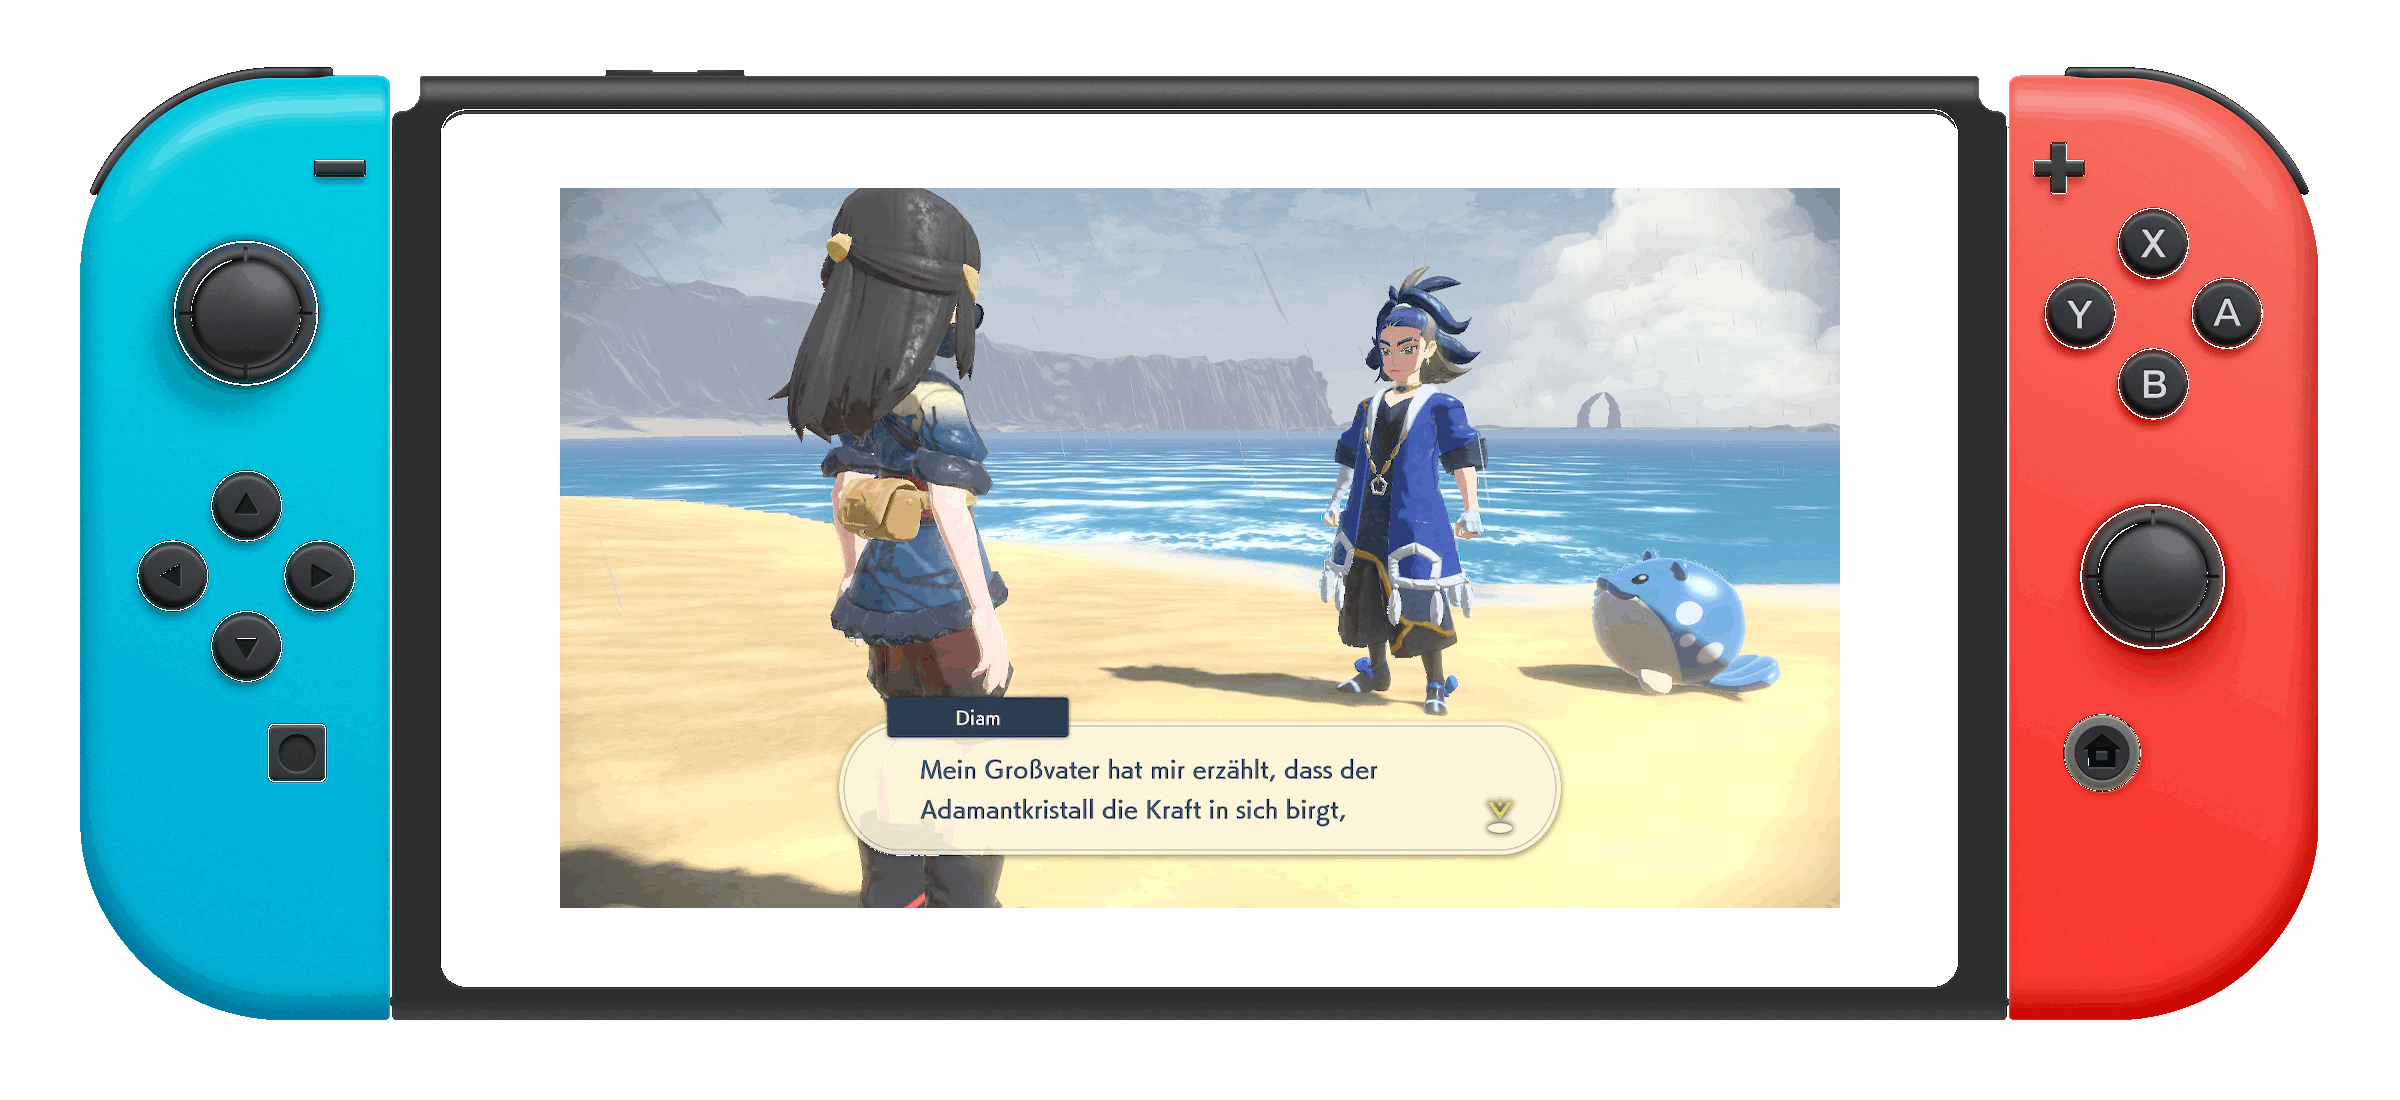 X
Y
A
B
Diam
Mein Großvater hat mir erzählt, dass der
Adamantkristall die Kraft in sich birgt,